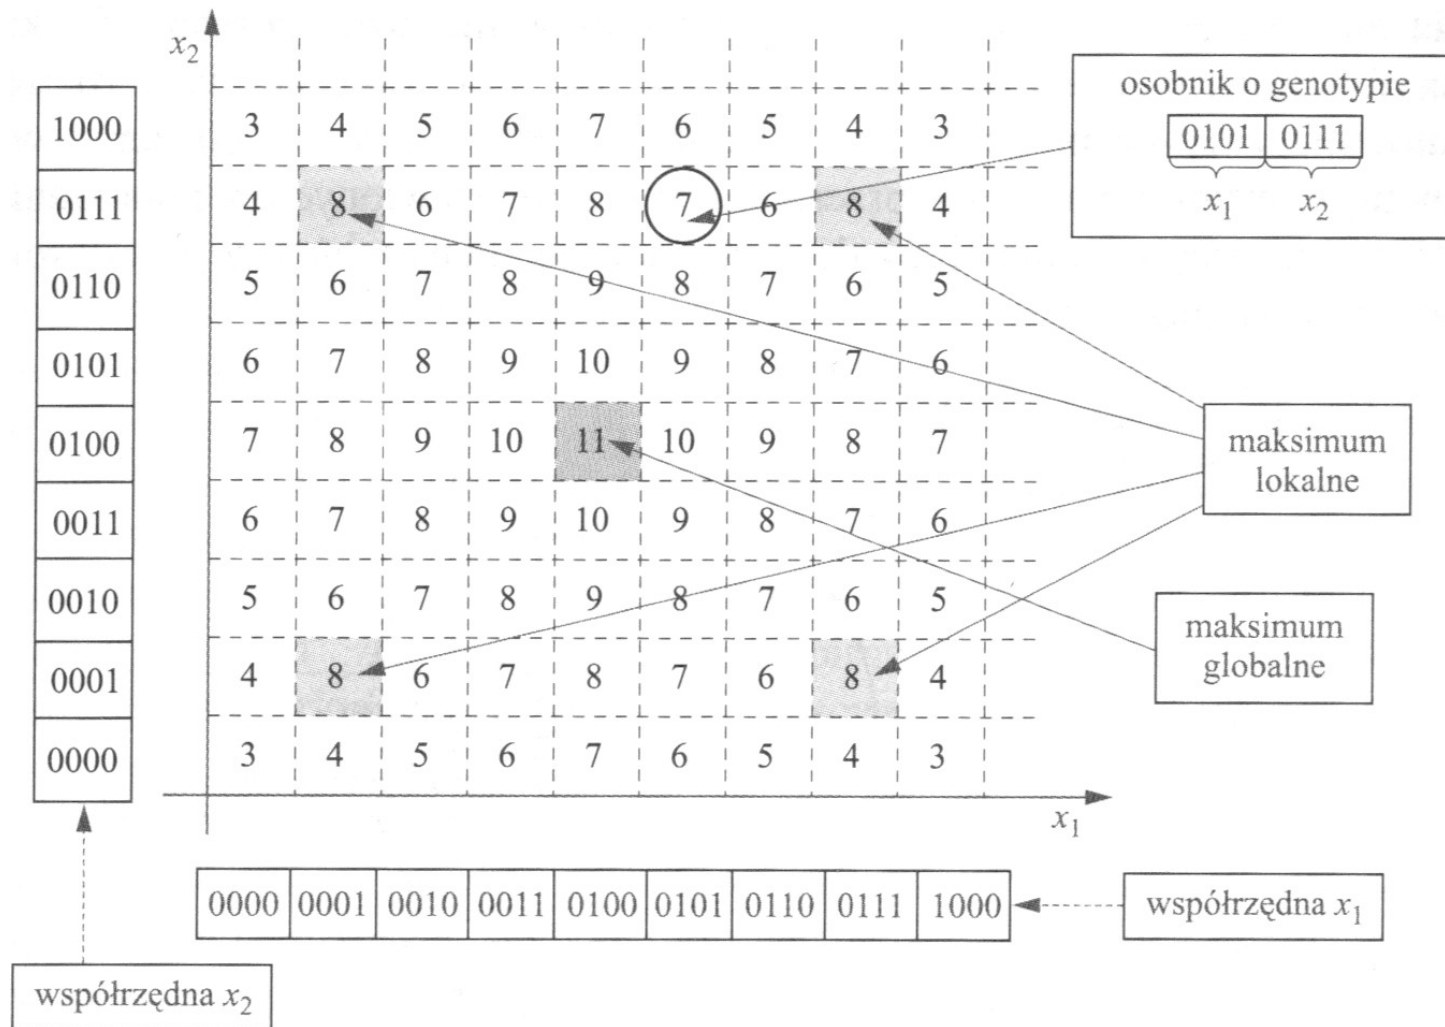 x₂
osobnik o genotypie
0101 0111
x₁ x₂
1000 3 4 5 6 7 6 5 4 3
0111 4 8 6 7 8 7 6 8 4
0110 5 6 7 8 9 8 7 6 5
0101 6 7 8 9 10 9 8 7 6
0100 7 8 9 10 11 10 9 8 7
0011 6 7 8 9 10 9 8 7 6
0010 5 6 7 8 9 8 7 6 5
0001 4 8 6 7 8 7 6 8 4
0000 3 4 5 6 7 6 5 4 3
maksimum
lokalne
maksimum
globalne
x₁
0000 0001 0010 0011 0100 0101 0110 0111 1000
współrzędna x₁
współrzędna x₂